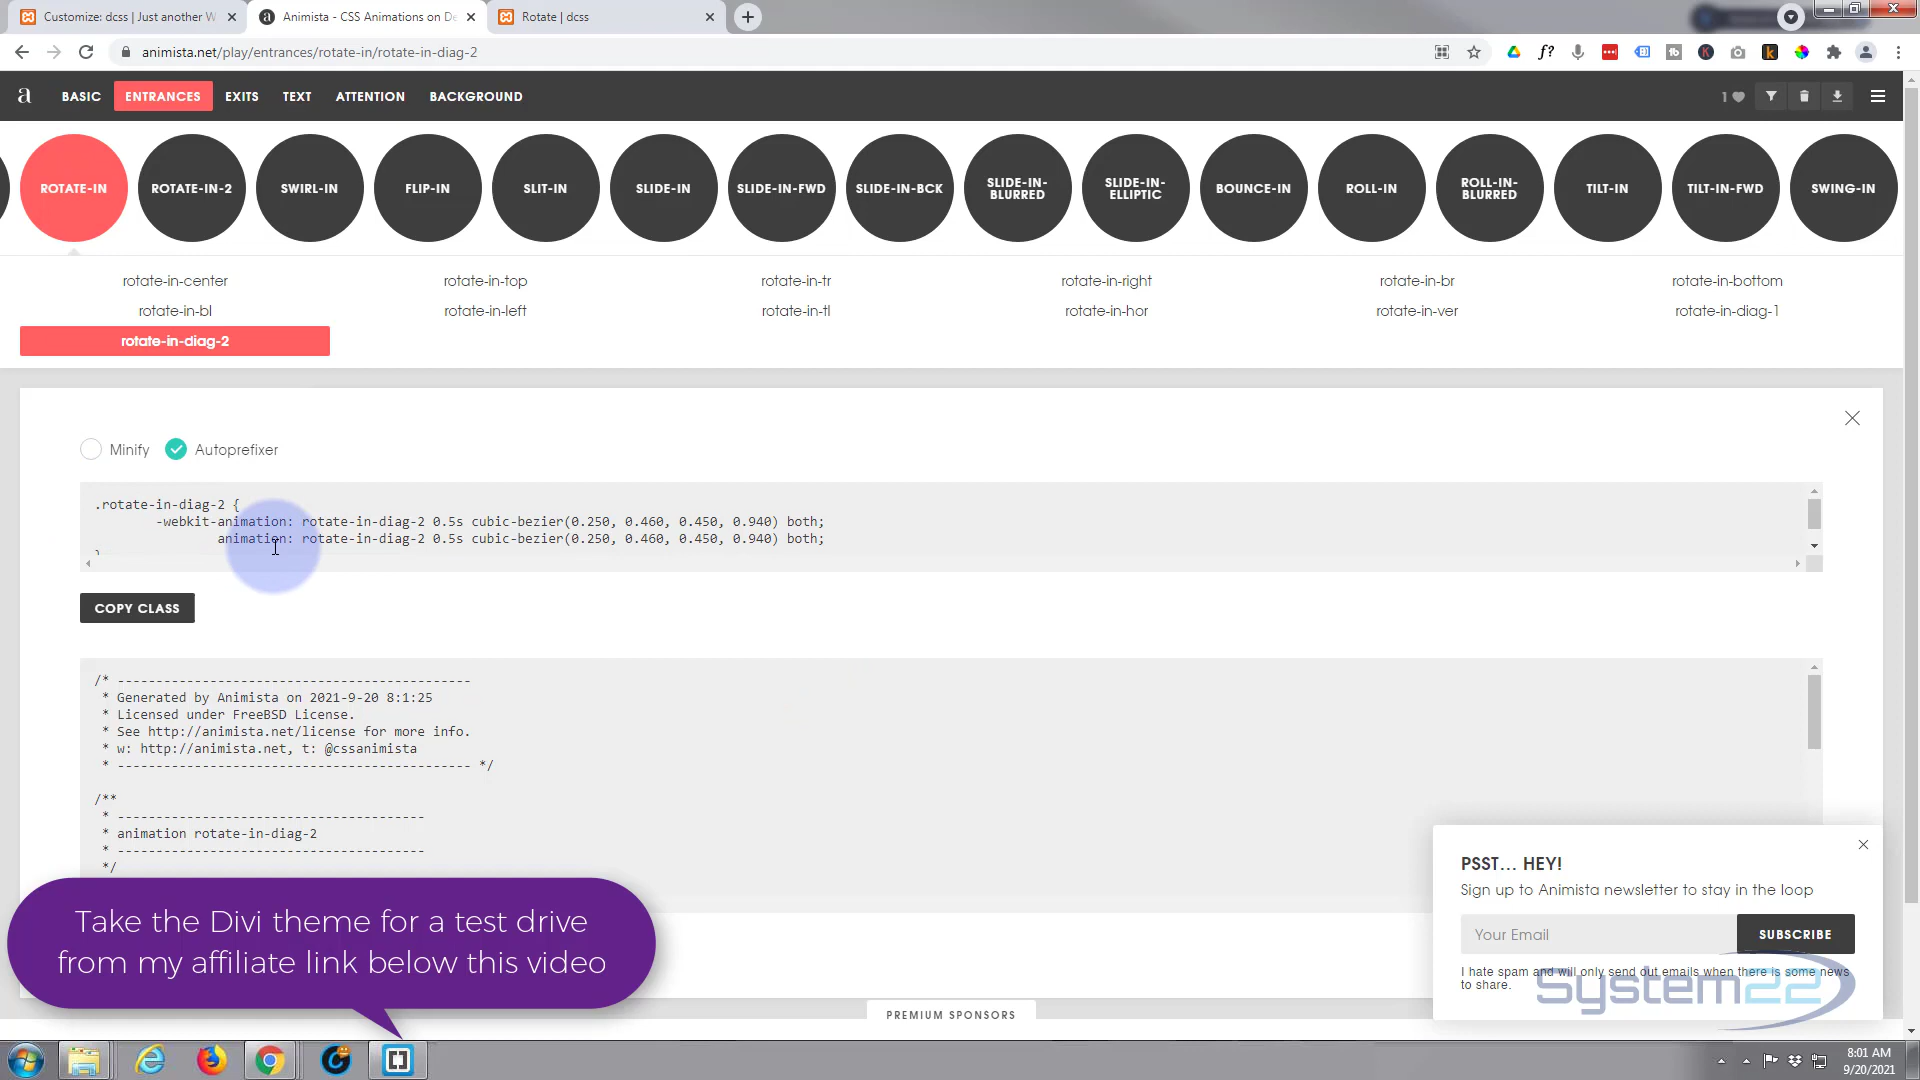 Customize: dcss | Just another W
Animista - CSS Animations on De
Rotate | dcss
animista.net/play/entrances/rotate-in/rotate-in-diag-2
a BASIC ENTRANCES EXITS TEXT ATTENTION BACKGROUND 1
ROTATE-IN ROTATE-IN-2 SWIRL-IN FLIP-IN SLIT-IN SLIDE-IN SLIDE-IN-FWD SLIDE-IN-BCK SLIDE-IN-BLURRED SLIDE-IN-ELLIPTIC BOUNCE-IN ROLL-IN ROLL-IN-BLURRED TILT-IN TILT-IN-FWD SWING-IN
rotate-in-center rotate-in-top rotate-in-tr rotate-in-right rotate-in-br rotate-in-bottom
rotate-in-bl rotate-in-left rotate-in-tl rotate-in-hor rotate-in-ver rotate-in-diag-1
rotate-in-diag-2
Minify Autoprefixer
.rotate-in-diag-2 {
-webkit-animation: rotate-in-diag-2 0.5s cubic-bezier(0.250, 0.460, 0.450, 0.940) both;
animation: rotate-in-diag-2 0.5s cubic-bezier(0.250, 0.460, 0.450, 0.940) both;
}
COPY CLASS
/* ----------------------------------------------
* Generated by Animista on 2021-9-20 8:1:25
* Licensed under FreeBSD License.
* See http://animista.net/license for more info.
* w: http://animista.net, t: @cssanimista
* ---------------------------------------------- */
/**
* ----------------------------------------
* animation rotate-in-diag-2
* ----------------------------------------
*/
PSST... HEY!
Sign up to Animista newsletter to stay in the loop
Your Email SUBSCRIBE
I hate spam and will only send out emails when there is some news
to share.
System22
Take the Divi theme for a test drive
from my affiliate link below this video
PREMIUM SPONSORS
8:01 AM
9/20/2021